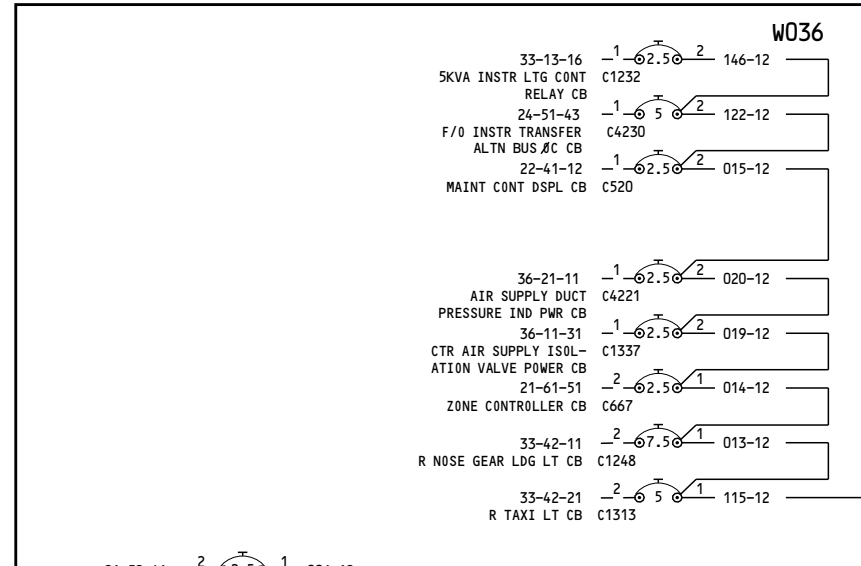 W036
33-13-16 1 2.5 2 146-12
5KVA INSTR LTG CONT C1232
RELAY CB
24-51-43 1 5 2 122-12
F/O INSTR TRANSFER C4230
ALTN BUS ØC CB
22-41-12 1 2.5 2 015-12
MAINT CONT DSPL CB C520
36-21-11 1 2.5 2 020-12
AIR SUPPLY DUCT C4221
PRESSURE IND PWR CB
36-11-31 1 2.5 2 019-12
CTR AIR SUPPLY ISOL- C1337
ATION VALVE POWER CB
21-61-51 2 2.5 1 014-12
ZONE CONTROLLER CB C667
33-42-11 2 7.5 1 013-12
R NOSE GEAR LDG LT CB C1248
33-42-21 2 5 1 115-12
R TAXI LT CB C1313
2 1